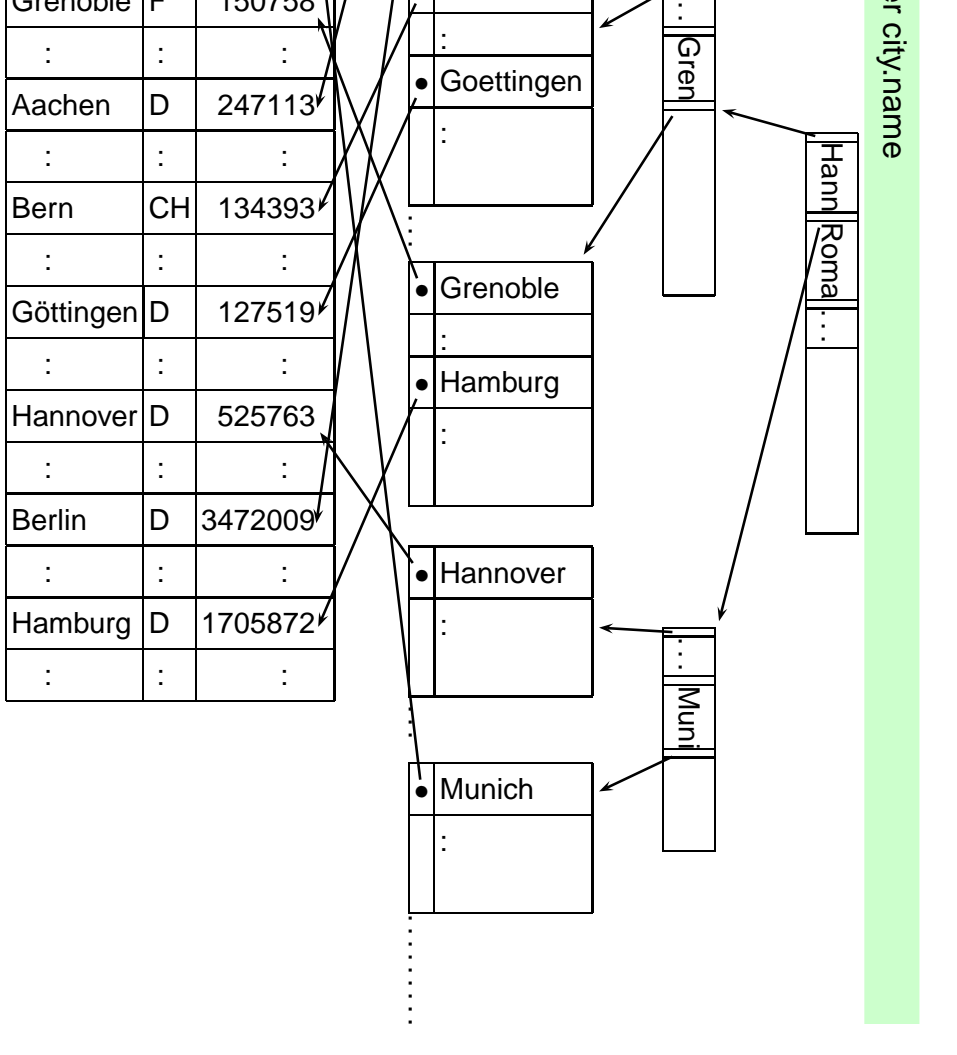 Grenoble F 150758
: : :
Aachen D 247113
: : :
Bern CH 134393
: : :
Göttingen D 127519
: : :
Hannover D 525763
: : :
Berlin D 3472009
: : :
Hamburg D 1705872
: : :
:
• Goettingen
:
• Grenoble
:
• Hamburg
:
• Hannover
:
• Munich
:
Gren
... Muni
Hann Roma ...
er city.name